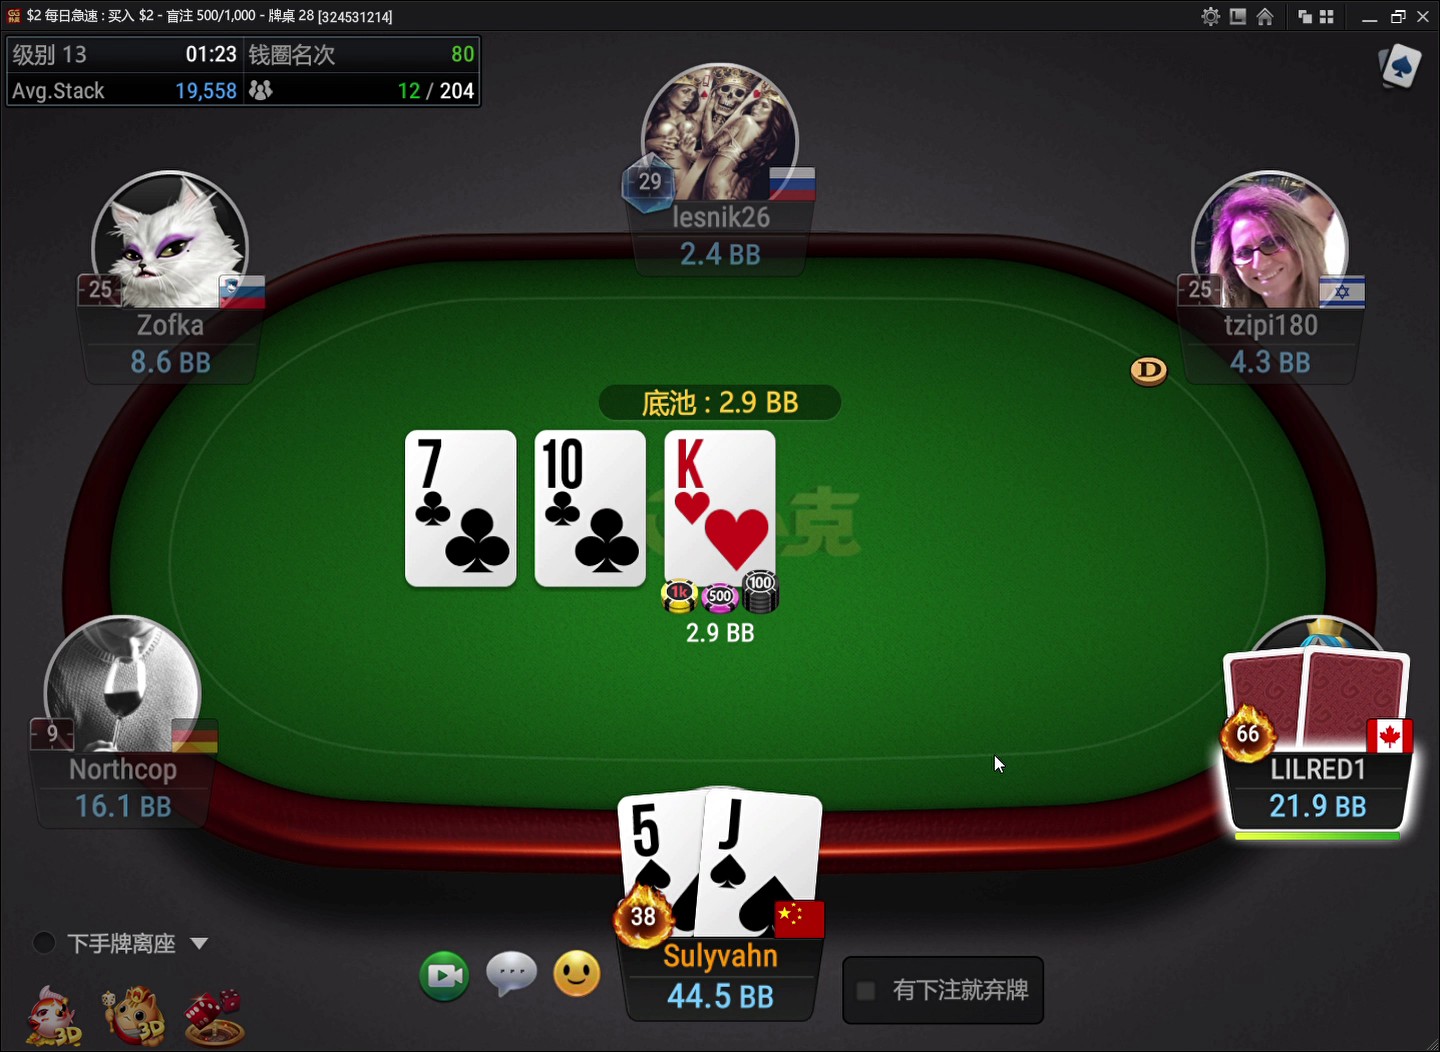 $2 每日急速 : 买入 $2 - 盲注 500/1,000 - 牌桌 28 [324531214]
级别 13 01:23 钱圈名次 80
Avg.Stack 19,558 12 / 204
29
lesnik26
2.4 BB
25
Zofka
8.6 BB
25
tzipi180
4.3 BB
D
底池 : 2.9 BB
7 10 K
克
1k 500 100
2.9 BB
9
Northcop
16.1 BB
66
LILRED1
21.9 BB
5 J
38
Sulyvahn
44.5 BB
下手牌离座
有下注就弃牌
3D 3D